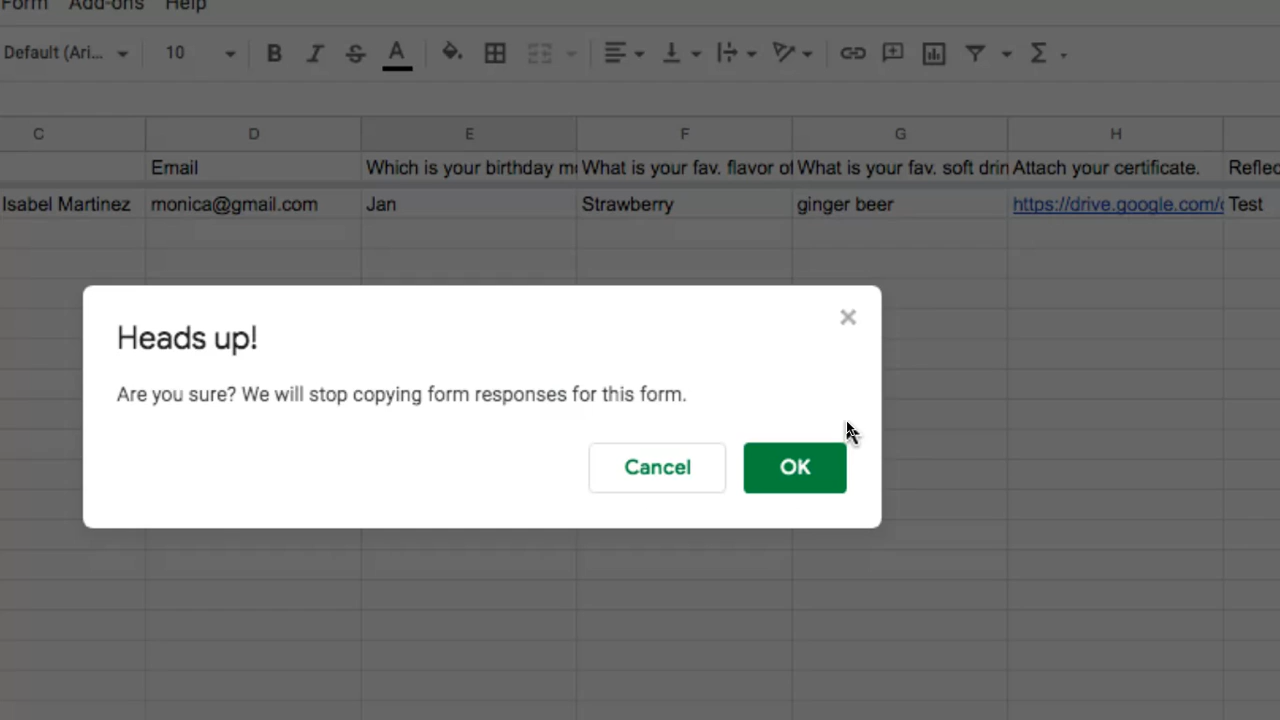 Form Add-ons Help
Default (Ari... 10 B I S A Σ
C D E F G H
Email Which is your birthday mo What is your fav. flavor of What is your fav. soft drin Attach your certificate. Reflec
Isabel Martinez monica@gmail.com Jan Strawberry ginger beer https://drive.google.com/o Test
Heads up!
Are you sure? We will stop copying form responses for this form.
Cancel OK